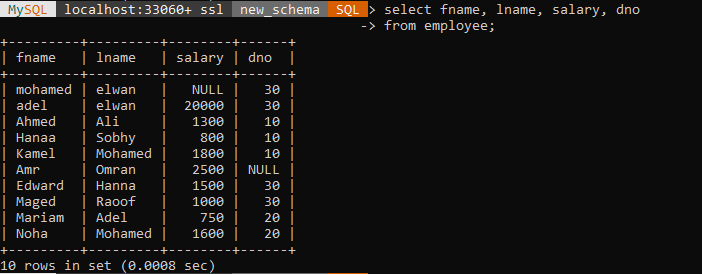 MySQL localhost:33060+ ssl new_schema SQL > select fname, lname, salary, dno
-> from employee;
+---------+---------+--------+------+
| fname   | lname   | salary | dno  |
+---------+---------+--------+------+
| mohamed | elwan   |   NULL |   30 |
| adel    | elwan   |  20000 |   30 |
| Ahmed   | Ali     |   1300 |   10 |
| Hanaa   | Sobhy   |    800 |   10 |
| Kamel   | Mohamed |   1800 |   10 |
| Amr     | Omran   |   2500 | NULL |
| Edward  | Hanna   |   1500 |   30 |
| Maged   | Raoof   |   1000 |   30 |
| Mariam  | Adel    |    750 |   20 |
| Noha    | Mohamed |   1600 |   20 |
+---------+---------+--------+------+
10 rows in set (0.0008 sec)